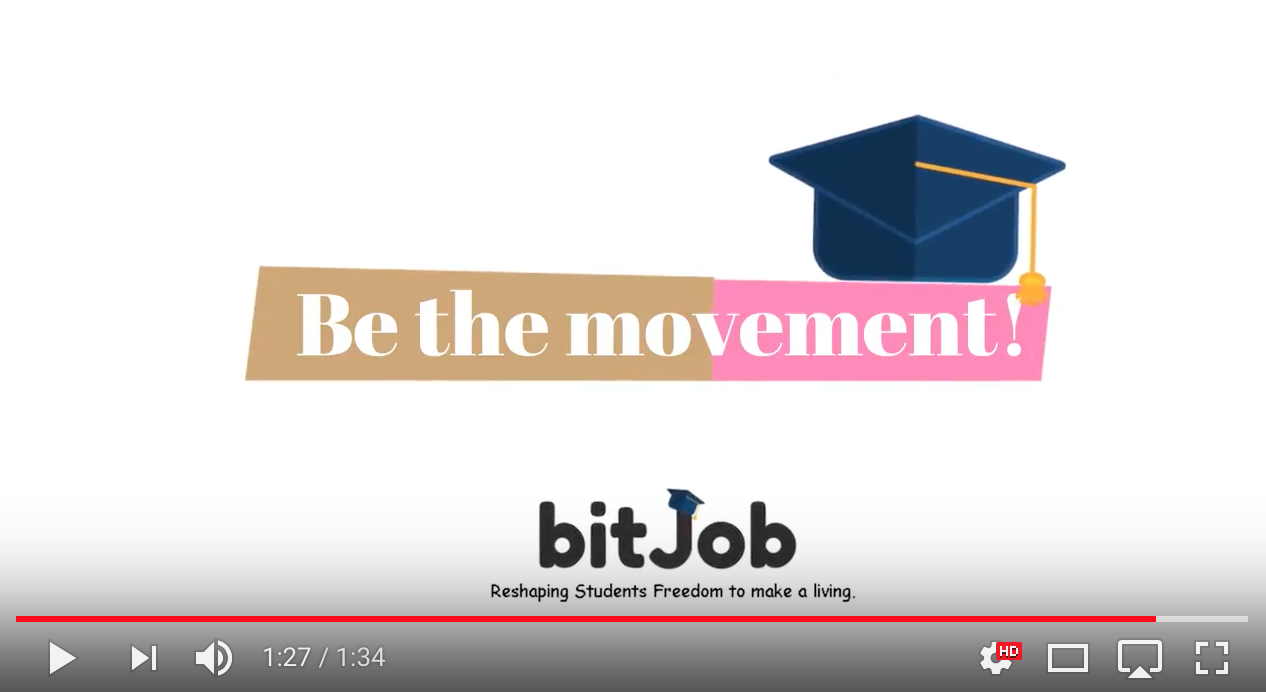 Be the movement!
bitJob
Reshaping Students Freedom to make a living.
1:27 / 1:34
HD